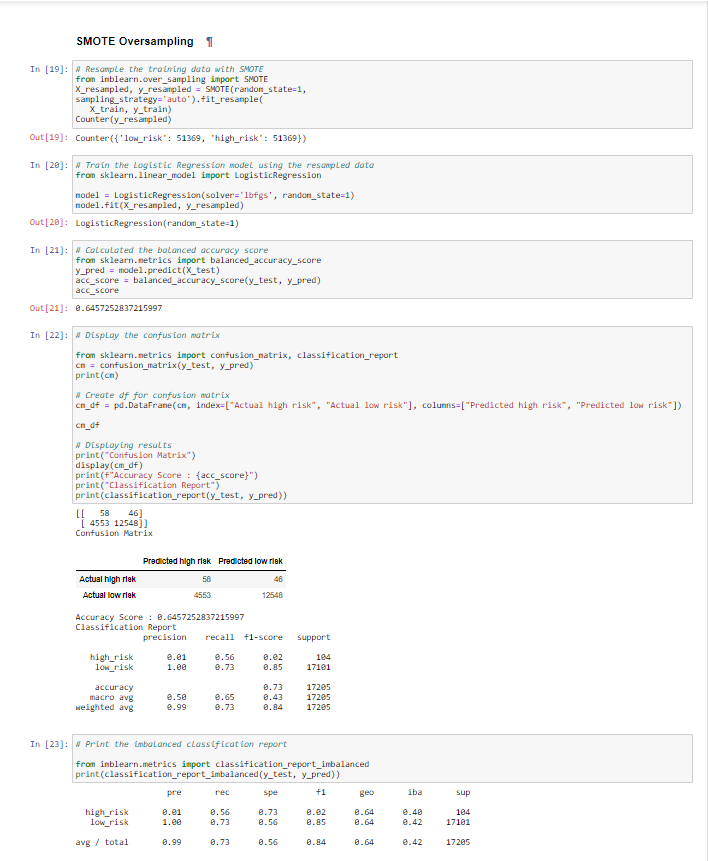 SMOTE Oversampling ¶
In [19]: # Resample the training data with SMOTE
from imblearn.over_sampling import SMOTE
X_resampled, y_resampled = SMOTE(random_state=1,
sampling_strategy='auto').fit_resample(
X_train, y_train)
Counter(y_resampled)
Out[19]: Counter({'low_risk': 51369, 'high_risk': 51369})
In [20]: # Train the Logistic Regression model using the resampled data
from sklearn.linear_model import LogisticRegression
model = LogisticRegression(solver='lbfgs', random_state=1)
model.fit(X_resampled, y_resampled)
Out[20]: LogisticRegression(random_state=1)
In [21]: # Calculated the balanced accuracy score
from sklearn.metrics import balanced_accuracy_score
y_pred = model.predict(X_test)
acc_score = balanced_accuracy_score(y_test, y_pred)
acc_score
Out[21]: 0.6457252837215997
In [22]: # Display the confusion matrix
from sklearn.metrics import confusion_matrix, classification_report
cm = confusion_matrix(y_test, y_pred)
print(cm)
# Create df for confusion matrix
cm_df = pd.DataFrame(cm, index=["Actual high risk", "Actual low risk"], columns=["Predicted high risk", "Predicted low risk"])
cm_df
# Displaying results
print("Confusion Matrix")
display(cm_df)
print(f"Accuracy Score : {acc_score}")
print("Classification Report")
print(classification_report(y_test, y_pred))
[[ 58 46]
[ 4553 12548]]
Confusion Matrix
Predicted high risk Predicted low risk
Actual high risk 58 46
Actual low risk 4553 12548
Accuracy Score : 0.6457252837215997
Classification Report
precision recall f1-score support
high_risk 0.01 0.56 0.02 104
low_risk 1.00 0.73 0.85 17101
accuracy 0.73 17205
macro avg 0.50 0.65 0.43 17205
weighted avg 0.99 0.73 0.84 17205
In [23]: # Print the imbalanced classification report
from imblearn.metrics import classification_report_imbalanced
print(classification_report_imbalanced(y_test, y_pred))
pre rec spe f1 geo iba sup
high_risk 0.01 0.56 0.73 0.02 0.64 0.40 104
low_risk 1.00 0.73 0.56 0.85 0.64 0.42 17101
avg / total 0.99 0.73 0.56 0.84 0.64 0.42 17205